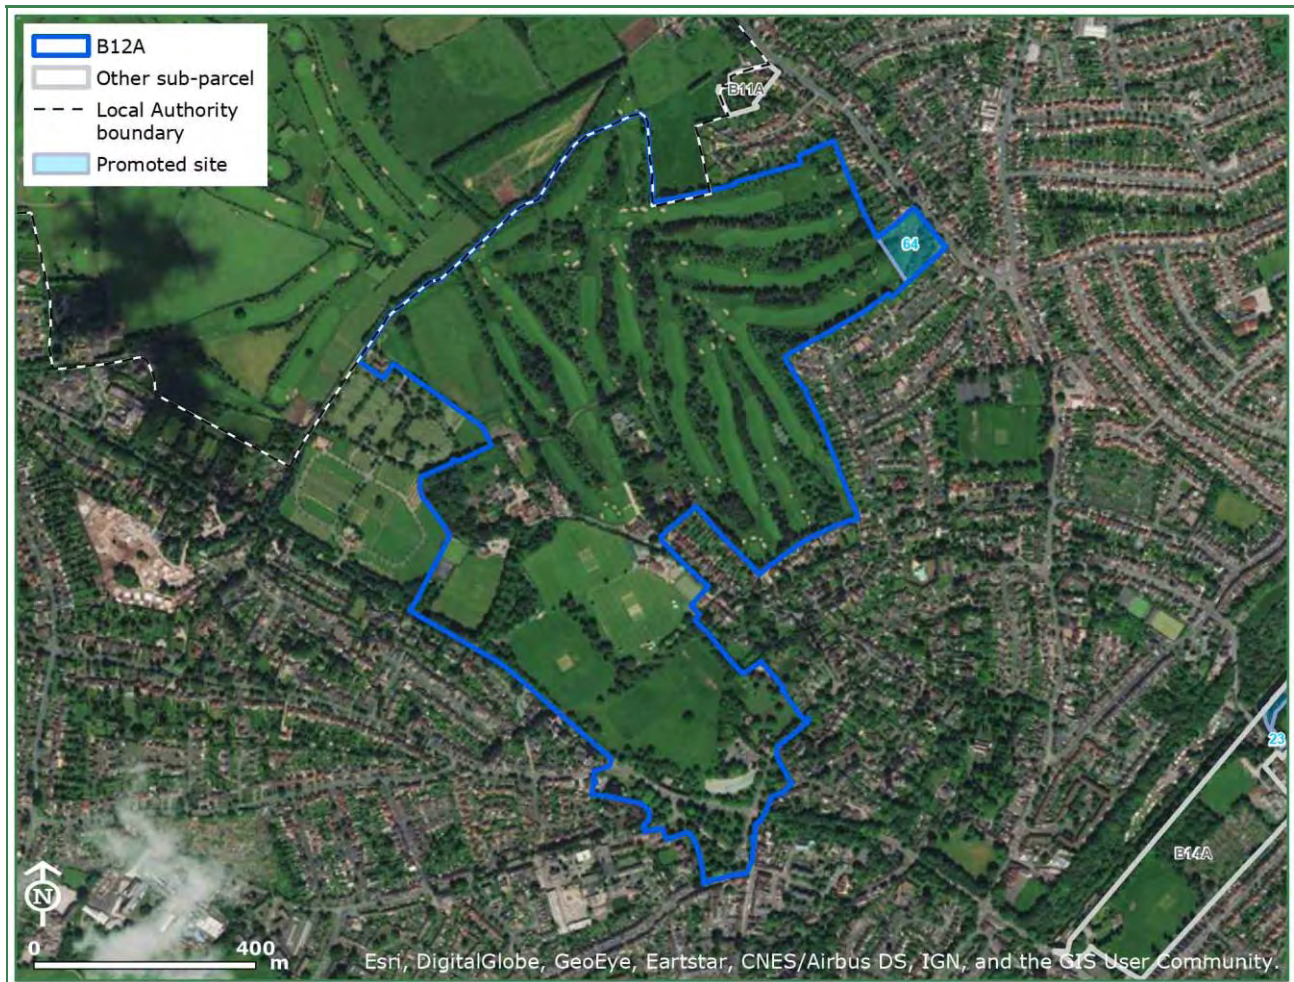 B12A
Other sub-parcel
Local Authority
boundary
Promoted site
B11A
64
23
B14A
N
0 400
m
Esri, DigitalGlobe, GeoEye, Eartstar, CNES/Airbus DS, IGN, and the GIS User Community.